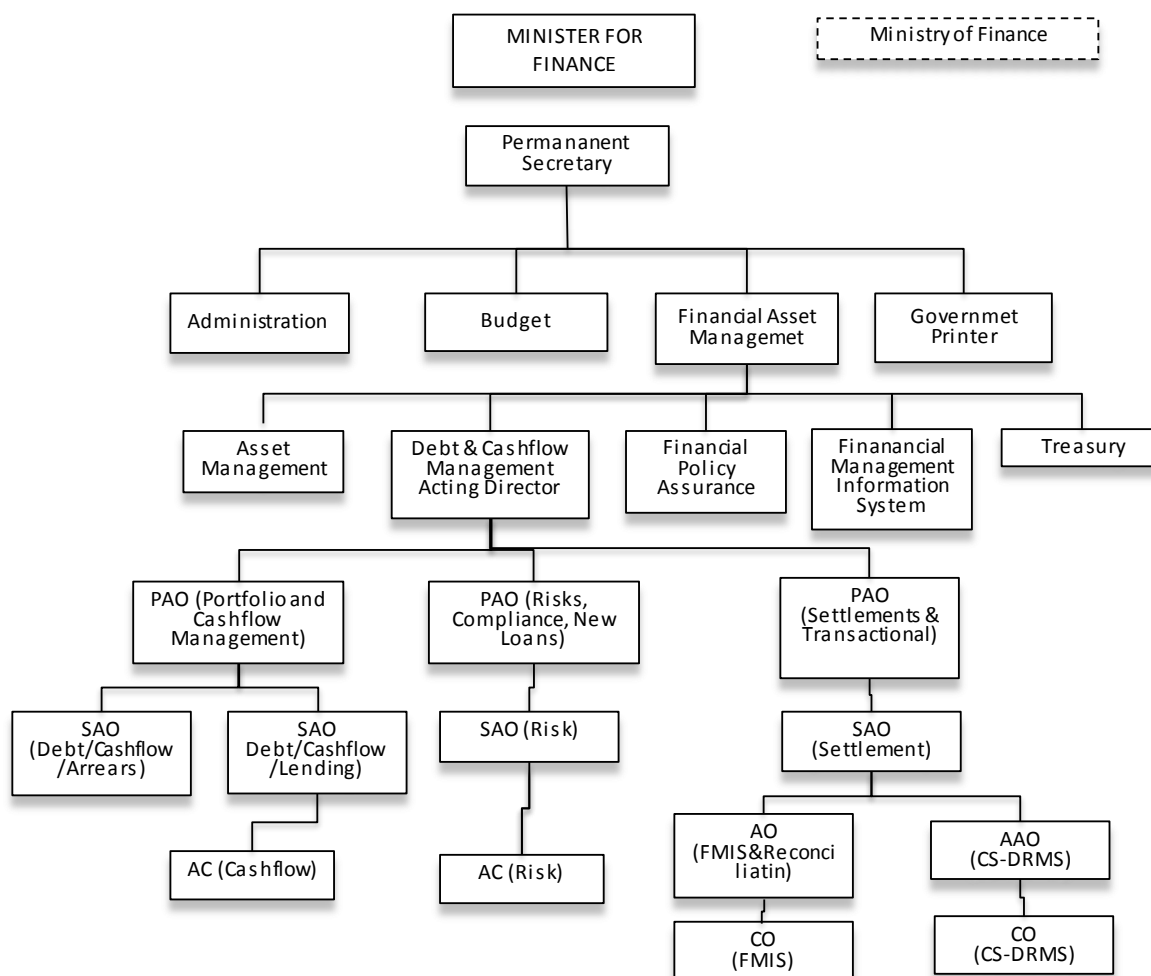 MINISTER FOR
FINANCE
Ministry of Finance
Permananent
Secretary
Administration
Budget
Financial Asset
Managemet
Governmet
Printer
Asset
Management
Debt & Cashflow
Management
Acting Director
Financial
Policy
Assurance
Finanancial
Management
Information
System
Treasury
PAO (Portfolio and
Cashflow
Management)
PAO (Risks,
Compliance, New
Loans)
PAO
(Settlements &
Transactional)
SAO
(Debt/Cashflow
/Arrears)
SAO
Debt/Cashflow
/Lending)
SAO (Risk)
SAO
(Settlement)
AC (Cashflow)
AC (Risk)
AO
(FMIS&Reconci
liatin)
AAO
(CS-DRMS)
CO
(FMIS)
CO
(CS-DRMS)